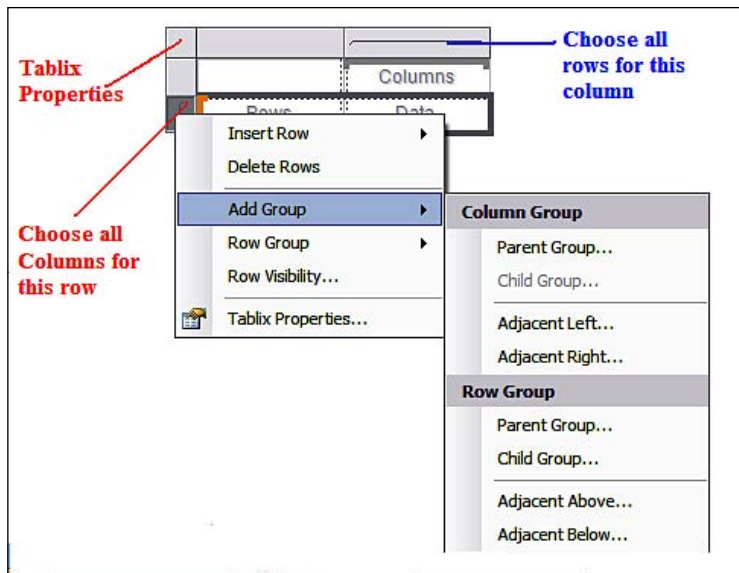 Tablix
Properties
Choose all
rows for this
column
Columns
Rows
Data
Choose all
Columns for
this row
Insert Row
Delete Rows
Add Group
Row Group
Row Visibility...
Tablix Properties...
Column Group
Parent Group...
Child Group...
Adjacent Left...
Adjacent Right...
Row Group
Parent Group...
Child Group...
Adjacent Above...
Adjacent Below...